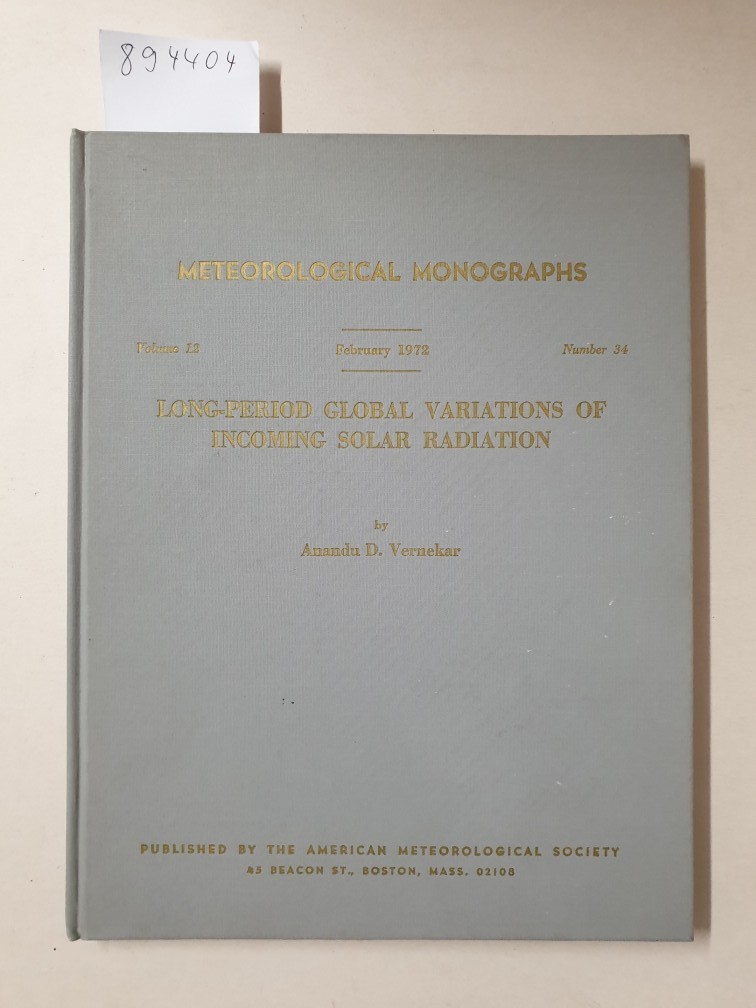 894404
METEOROLOGICAL MONOGRAPHS
Volume 12 February 1972 Number 34
LONG-PERIOD GLOBAL VARIATIONS OF
INCOMING SOLAR RADIATION
by
Anandu D. Vernekar
PUBLISHED BY THE AMERICAN METEOROLOGICAL SOCIETY
45 BEACON ST., BOSTON, MASS. 02108